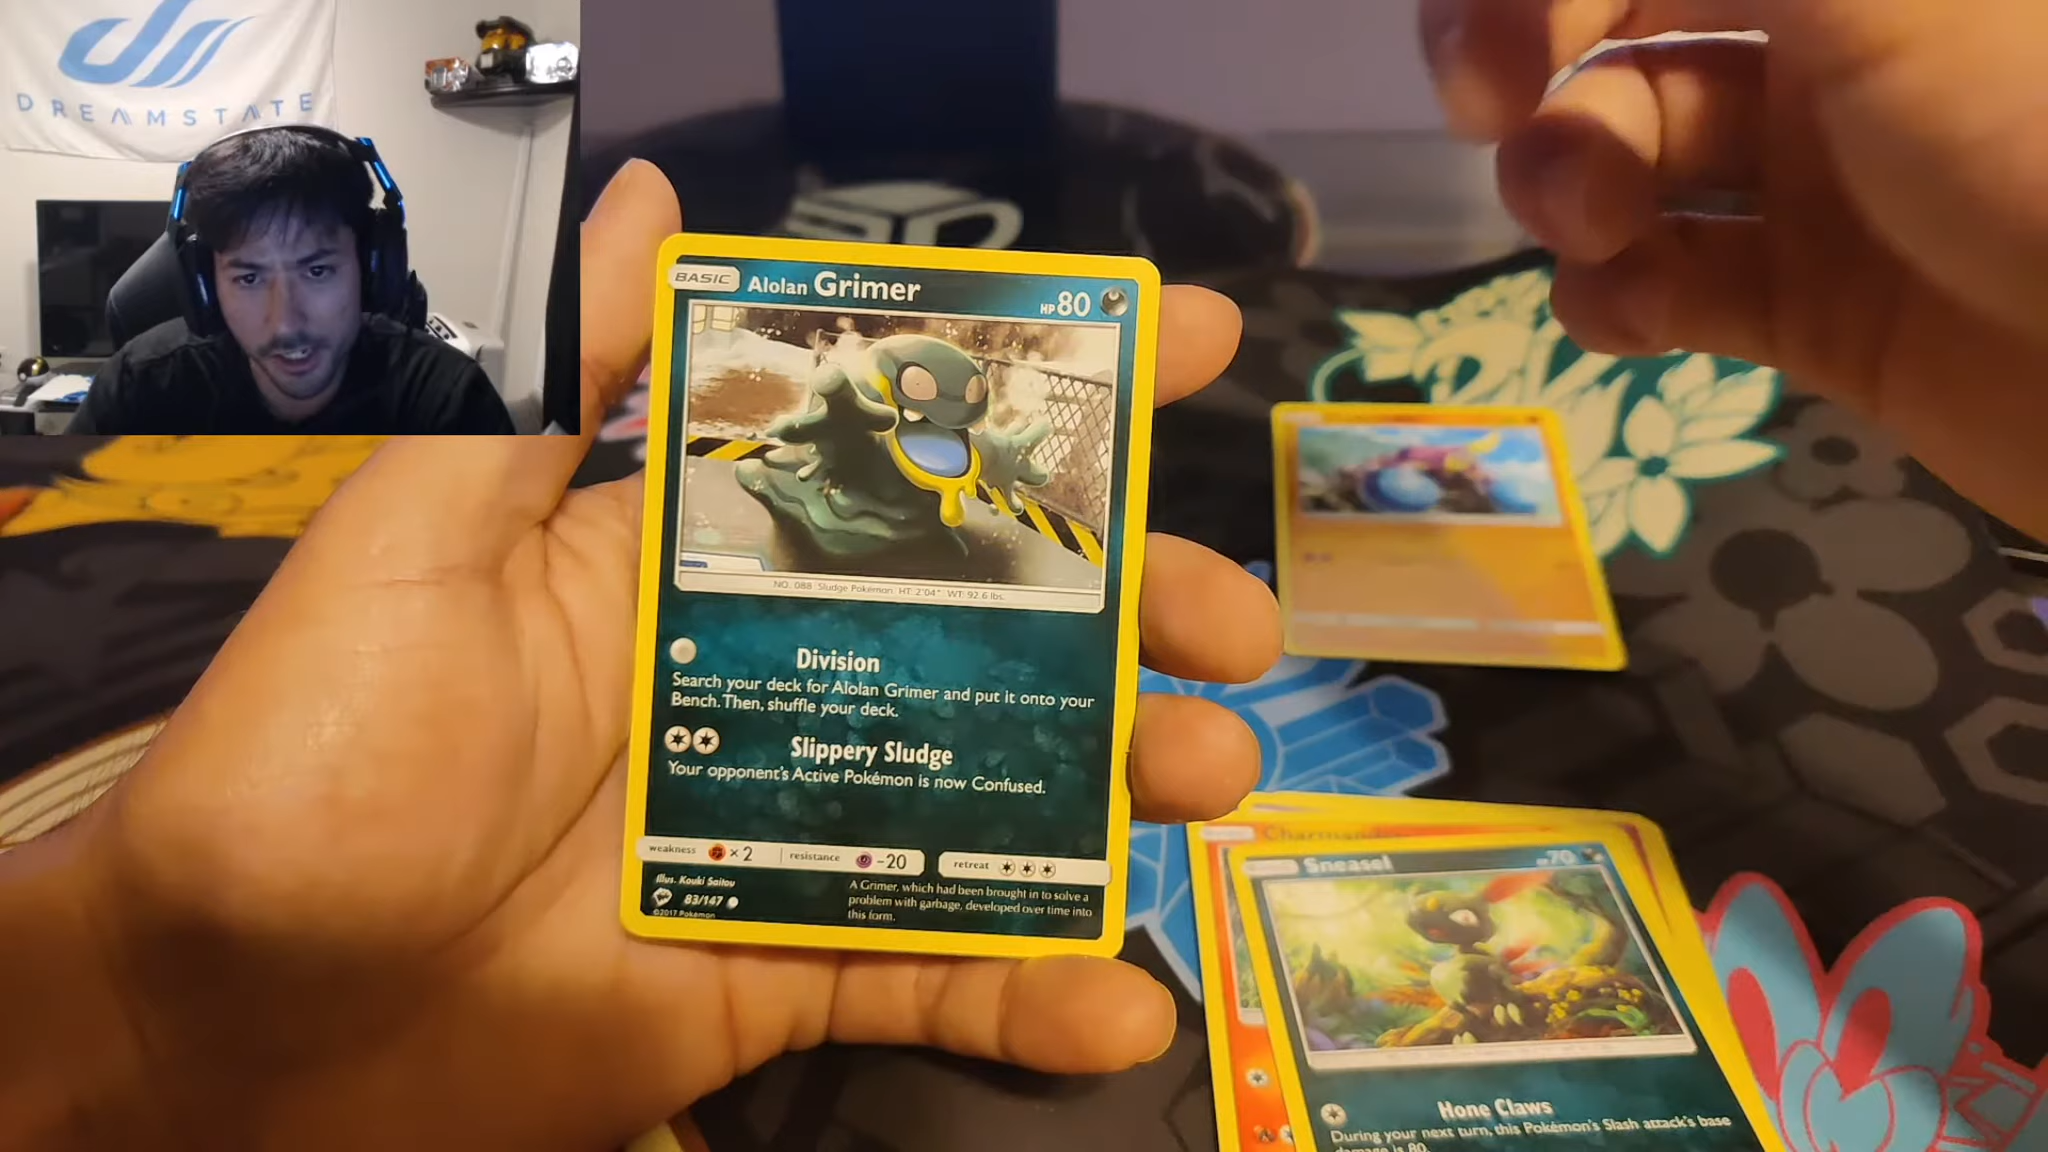 DREAMSTATE
BASIC
Alolan Grimer
HP 80
NO. 088 Sludge Pokémon HT: 2'04" WT: 92.6 lbs.
Division
Search your deck for Alolan Grimer and put it onto your
Bench. Then, shuffle your deck.
Slippery Sludge
Your opponent's Active Pokémon is now Confused.
weakness ×2 resistance -20 retreat
Illus. Kouki Saitou
83/147
©2017 Pokémon
A Grimer, which had been brought in to solve a
problem with garbage, developed over time into
this form.
Charmander
Sneasel
70
Hone Claws
During your next turn, this Pokémon's Slash attack's base
damage is 80.